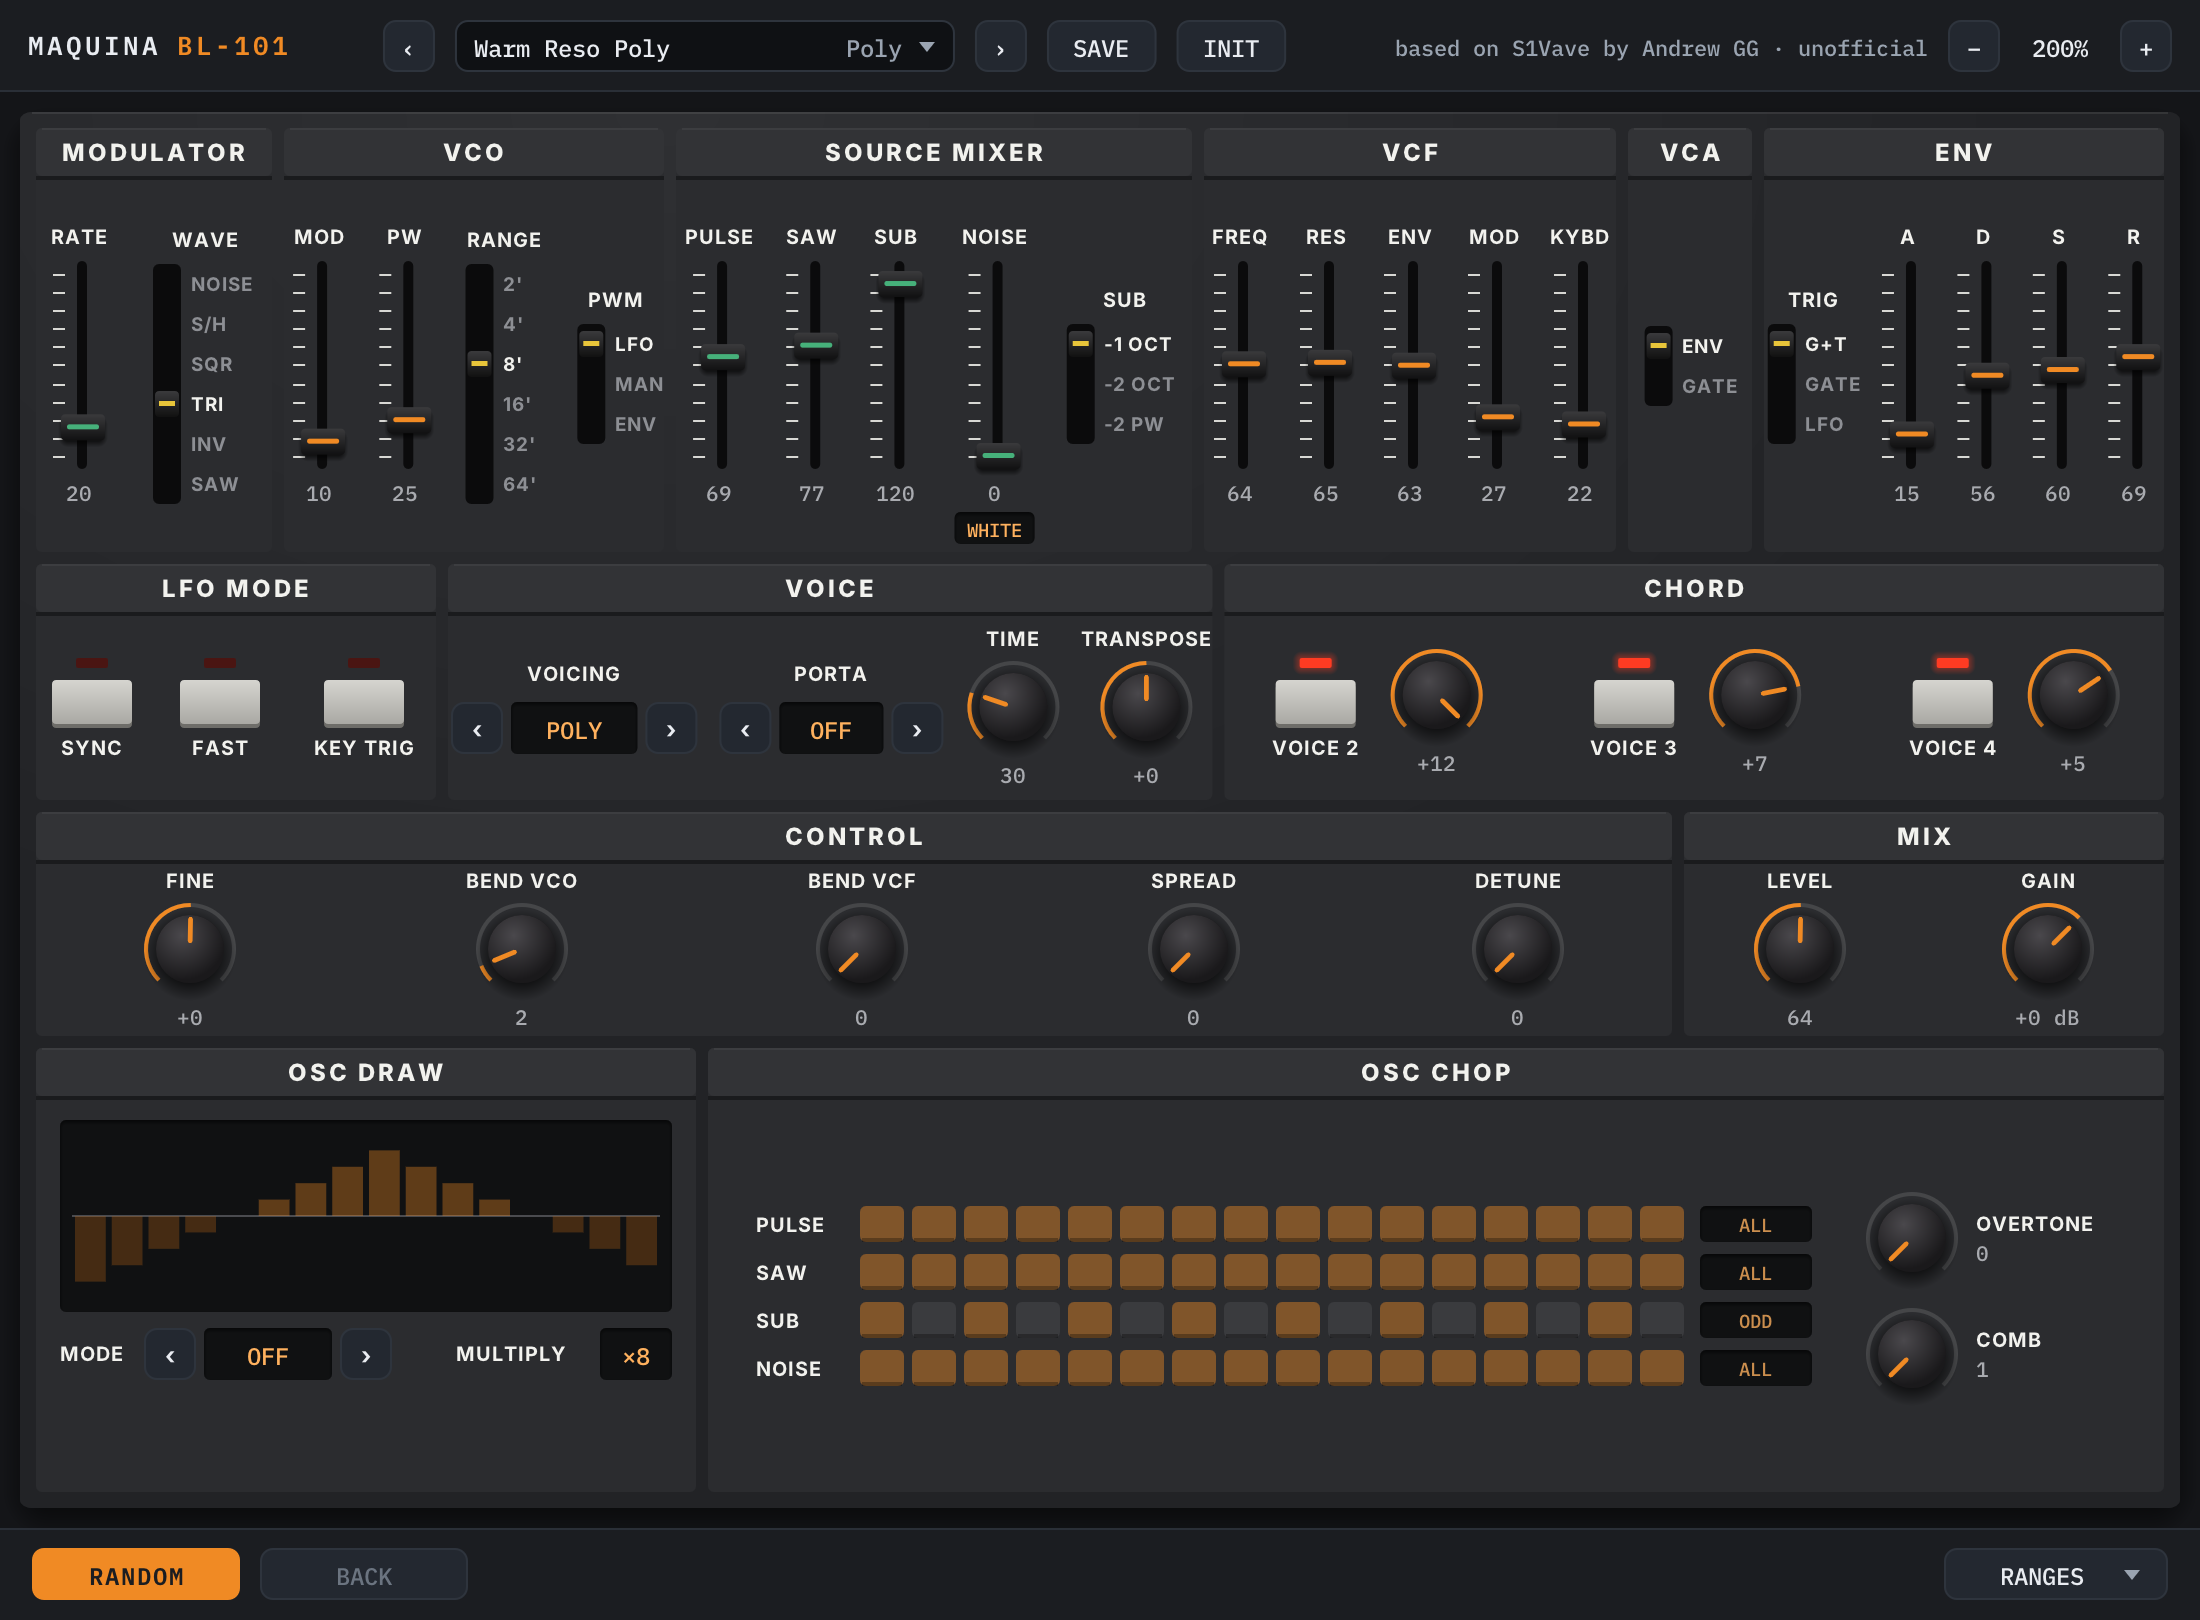 MAQUINA BL-101 ‹ Warm Reso Poly Poly › SAVE INIT based on S1Vave by Andrew GG · unofficial − 200% +
MODULATOR VCO SOURCE MIXER VCF VCA ENV
RATE WAVE MOD PW RANGE PULSE SAW SUB NOISE FREQ RES ENV MOD KYBD A D S R
NOISE 2'
PWM SUB TRIG
S/H 4'
LFO -1 OCT ENV G+T
SQR 8'
MAN -2 OCT GATE GATE
TRI 16'
ENV -2 PW LFO
INV 32'
SAW 64'
20 10 25 69 77 120 0 64 65 63 27 22 15 56 60 69
WHITE
LFO MODE VOICE CHORD
TIME TRANSPOSE
VOICING PORTA
‹ POLY › ‹ OFF ›
SYNC FAST KEY TRIG VOICE 2 VOICE 3 VOICE 4
30 +0 +12 +7 +5
CONTROL MIX
FINE BEND VCO BEND VCF SPREAD DETUNE LEVEL GAIN
+0 2 0 0 0 64 +0 dB
OSC DRAW OSC CHOP
PULSE ALL OVERTONE
0
SAW ALL
SUB ODD
COMB
NOISE ALL 1
MODE ‹ OFF › MULTIPLY ×8
RANDOM BACK RANGES